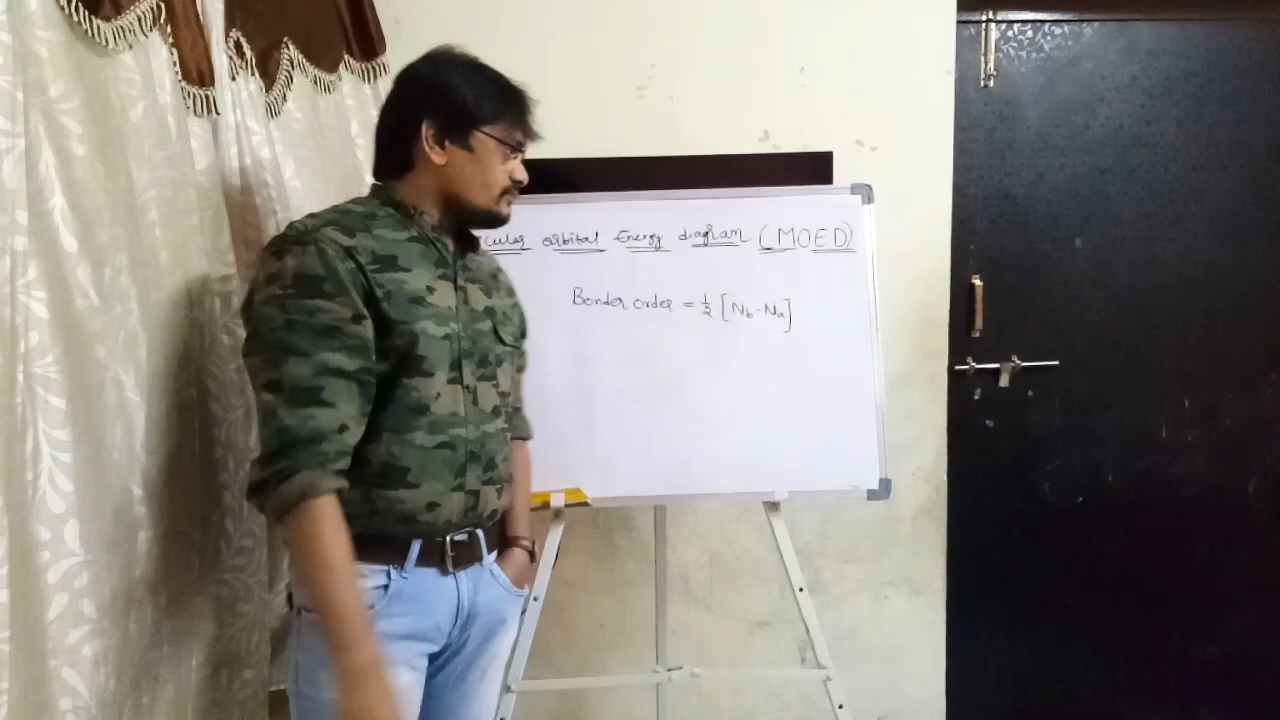 orbital Energy diagram (MOED)
Bonder order = 1/2 [Nb - Na]